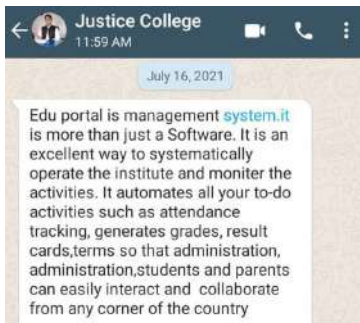 Justice College
11:59 AM
July 16, 2021
Edu portal is management system.it
is more than just a Software. It is an
excellent way to systematically
operate the institute and moniter the
activities. It automates all your to-do
activities such as attendance
tracking, generates grades, result
cards,terms so that administration,
administration,students and parents
can easily interact and collaborate
from any corner of the country